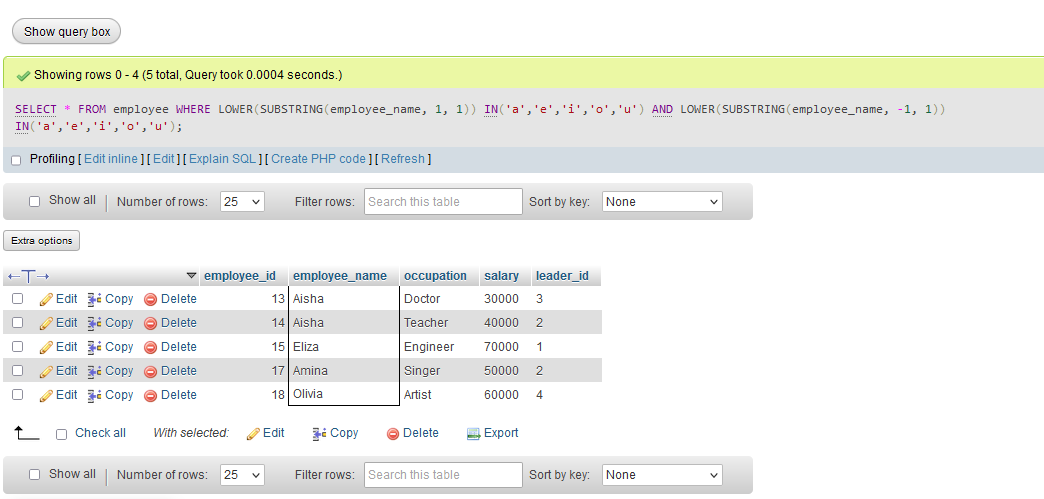 Show query box
Showing rows 0 - 4 (5 total, Query took 0.0004 seconds.)
SELECT * FROM employee WHERE LOWER(SUBSTRING(employee_name, 1, 1)) IN('a','e','i','o','u') AND LOWER(SUBSTRING(employee_name, -1, 1))
IN('a','e','i','o','u');
Profiling [ Edit inline ] [ Edit ] [ Explain SQL ] [ Create PHP code ] [ Refresh ]
Show all Number of rows: 25 Filter rows: Search this table Sort by key: None
Extra options
employee_id employee_name occupation salary leader_id
Edit Copy Delete 13 Aisha Doctor 30000 3
Edit Copy Delete 14 Aisha Teacher 40000 2
Edit Copy Delete 15 Eliza Engineer 70000 1
Edit Copy Delete 17 Amina Singer 50000 2
Edit Copy Delete 18 Olivia Artist 60000 4
Check all With selected: Edit Copy Delete Export
Show all Number of rows: 25 Filter rows: Search this table Sort by key: None